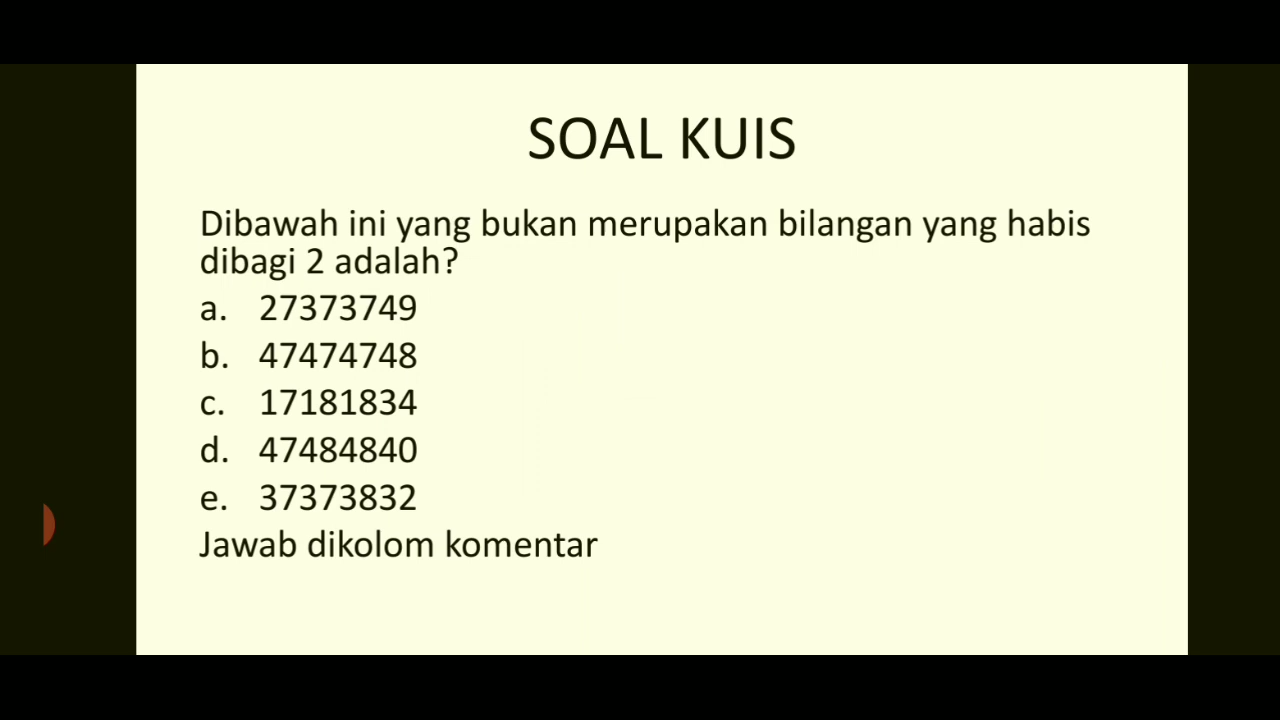 SOAL KUIS
Dibawah ini yang bukan merupakan bilangan yang habis
dibagi 2 adalah?
a. 27373749
b. 47474748
c. 17181834
d. 47484840
e. 37373832
Jawab dikolom komentar